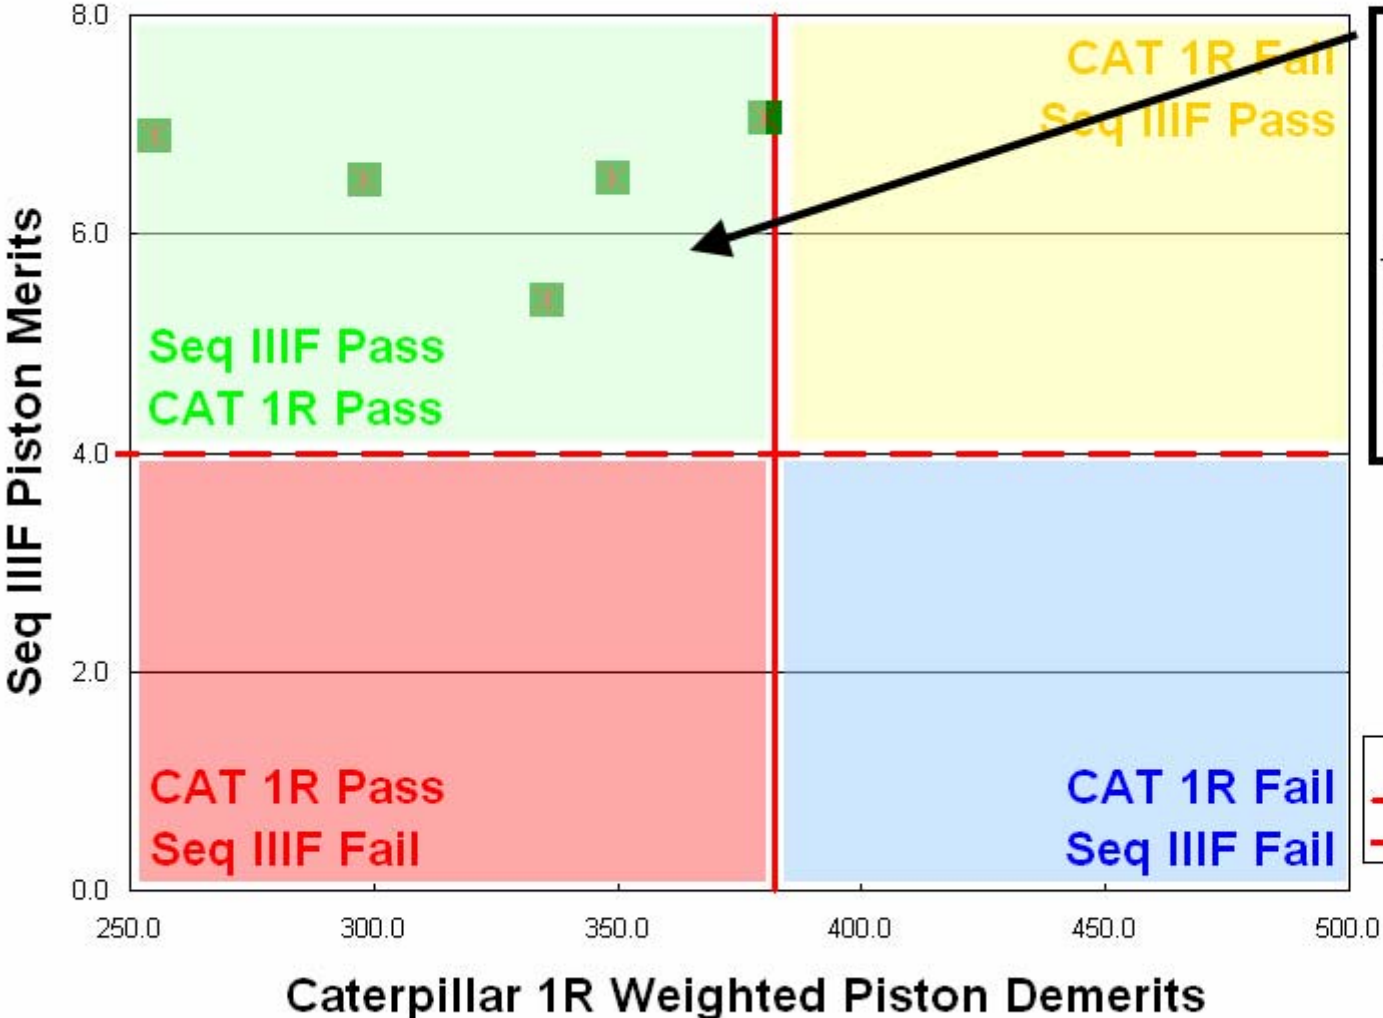 8.0
CAT 1R Fail
Seq IIIF Pass
6.0
Seq IIIF Pass
CAT 1R Pass
4.0
2.0
CAT 1R Pass
Seq IIIF Fail
CAT 1R Fail
Seq IIIF Fail
0.0
250.0 300.0 350.0 400.0 450.0 500.0
Seq IIIF Piston Merits
Caterpillar 1R Weighted Piston Demerits